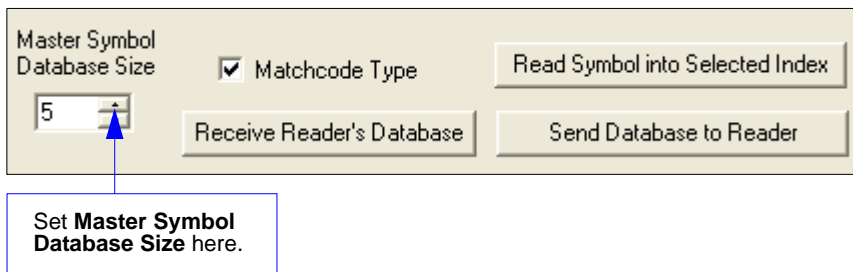 Master Symbol
Database Size
Matchcode Type
Read Symbol into Selected Index
5
Receive Reader's Database
Send Database to Reader
Set Master Symbol
Database Size here.